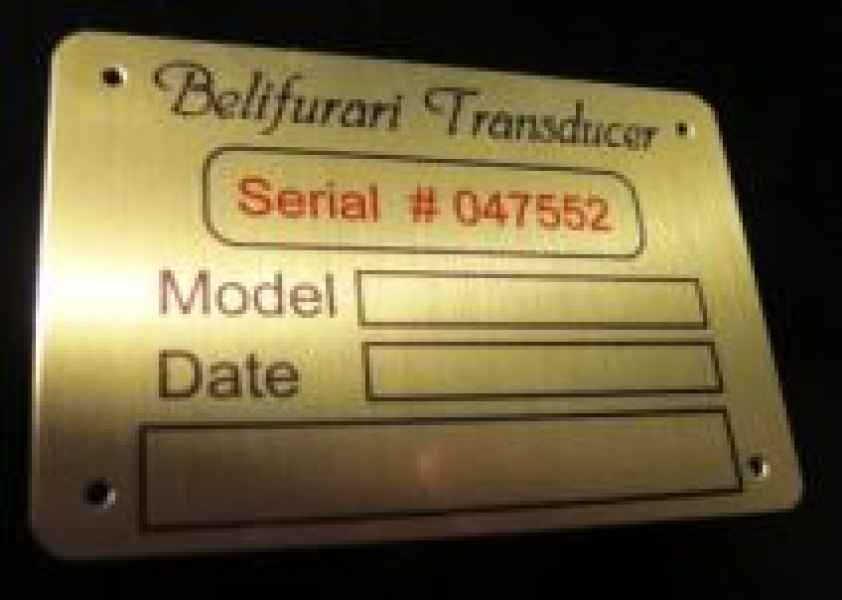 Belifurari Transducer
Serial # 047552
Model
Date